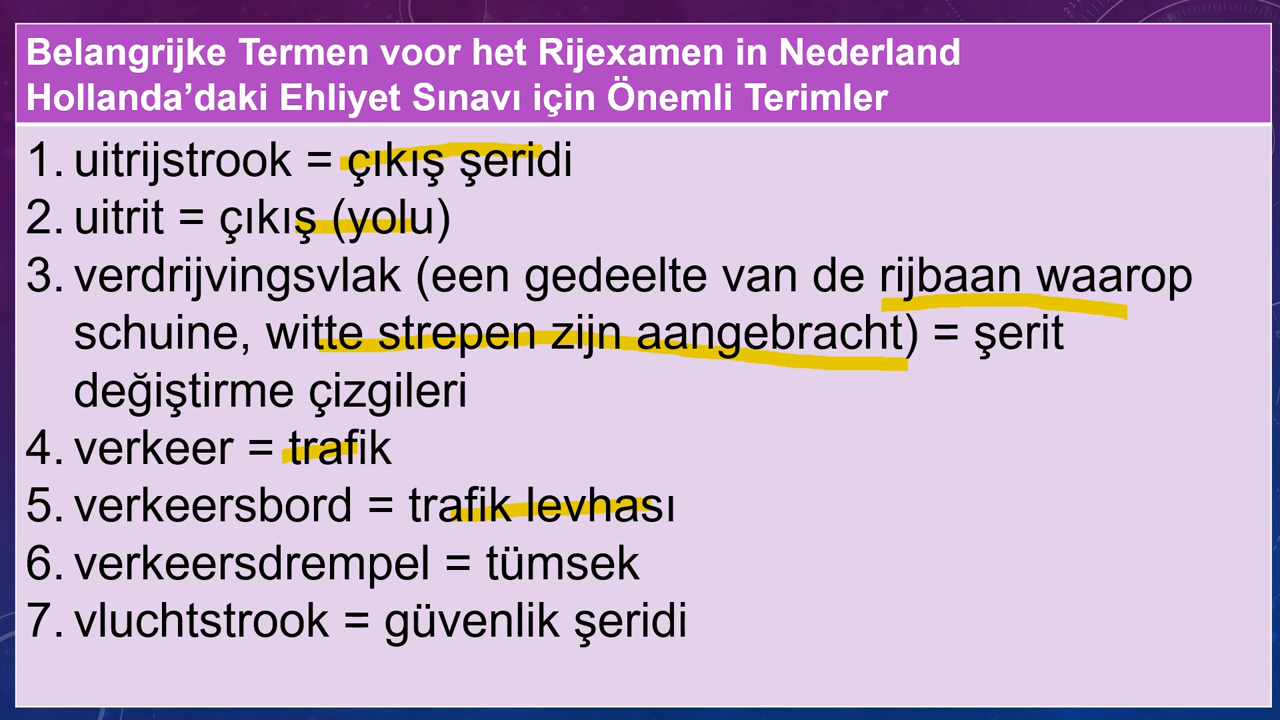 Belangrijke Termen voor het Rijexamen in Nederland
Hollanda’daki Ehliyet Sınavı için Önemli Terimler
1. uitrijstrook = çıkış şeridi
2. uitrit = çıkış (yolu)
3. verdrijvingsvlak (een gedeelte van de rijbaan waarop
schuine, witte strepen zijn aangebracht) = şerit
değiştirme çizgileri
4. verkeer = trafik
5. verkeersbord = trafik levhası
6. verkeersdrempel = tümsek
7. vluchtstrook = güvenlik şeridi